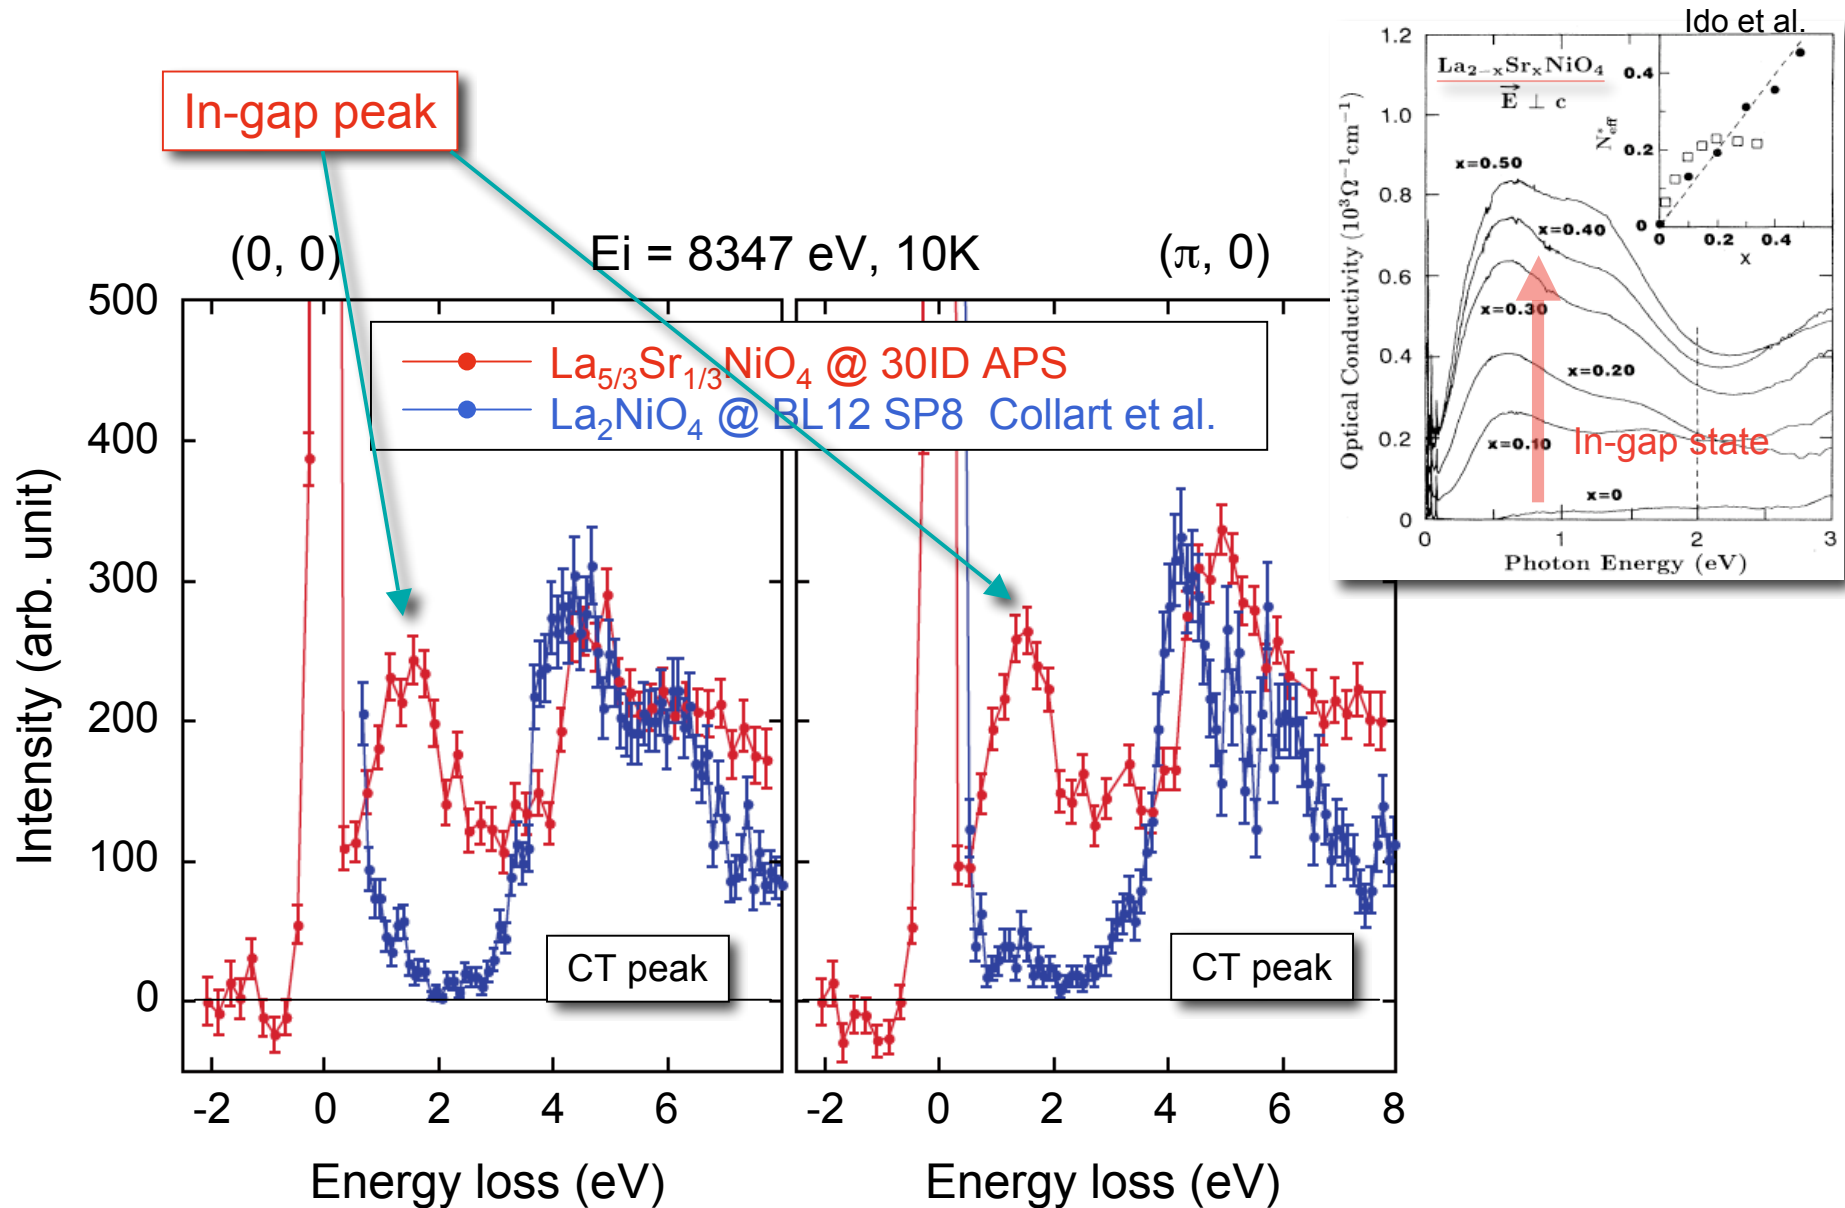 Ido et al.
In-gap peak
(0, 0)
Ei = 8347 eV, 10K
(π, 0)
La5/3Sr1/3NiO4 @ 30ID APS
La2NiO4 @ BL12 SP8 Collart et al.
Intensity (arb. unit)
500
400
300
200
100
0
CT peak
CT peak
-2 0 2 4 6
-2 0 2 4 6 8
Energy loss (eV)
Energy loss (eV)
La2-xSrxNiO4
E ⊥ c
Optical Conductivity (10³Ω⁻¹cm⁻¹)
1.2
1.0
0.8
0.6
0.4
0.2
0
x=0.50
x=0.40
x=0.30
x=0.20
x=0.10
x=0
In-gap state
0 1 2 3
Photon Energy (eV)
N*eff
0.4
0.2
0
0 0.2 0.4
X